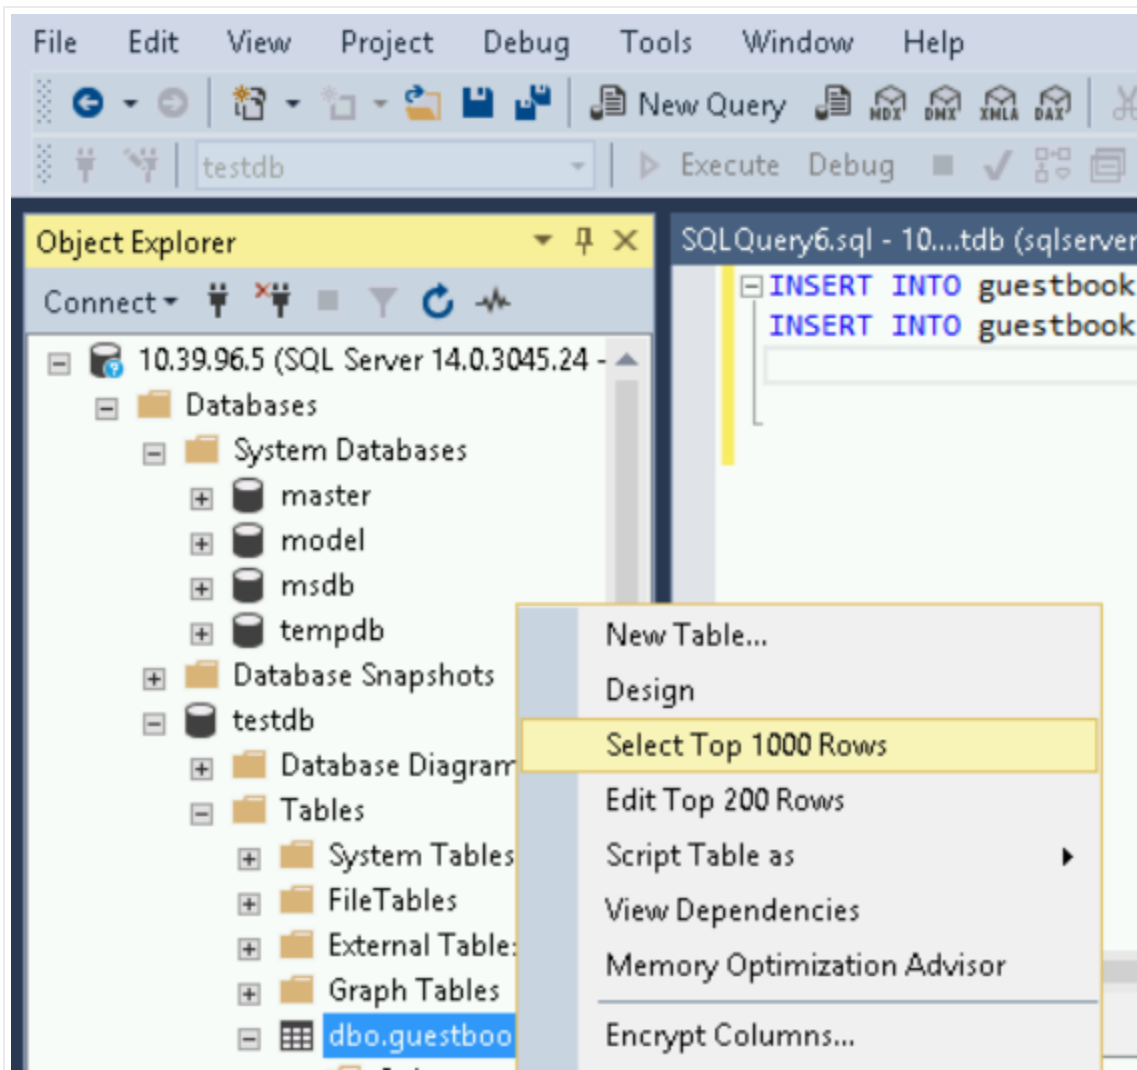 File Edit View Project Debug Tools Window Help
New Query MDX DMX XMLA DAX
testdb Execute Debug
Object Explorer
SQLQuery6.sql - 10....tdb (sqlserver
Connect
INSERT INTO guestbook
INSERT INTO guestbook
10.39.96.5 (SQL Server 14.0.3045.24 -
Databases
System Databases
master
model
msdb
tempdb
Database Snapshots
testdb
Database Diagram
Tables
System Tables
FileTables
External Table
Graph Tables
dbo.guestboo
New Table...
Design
Select Top 1000 Rows
Edit Top 200 Rows
Script Table as
View Dependencies
Memory Optimization Advisor
Encrypt Columns...